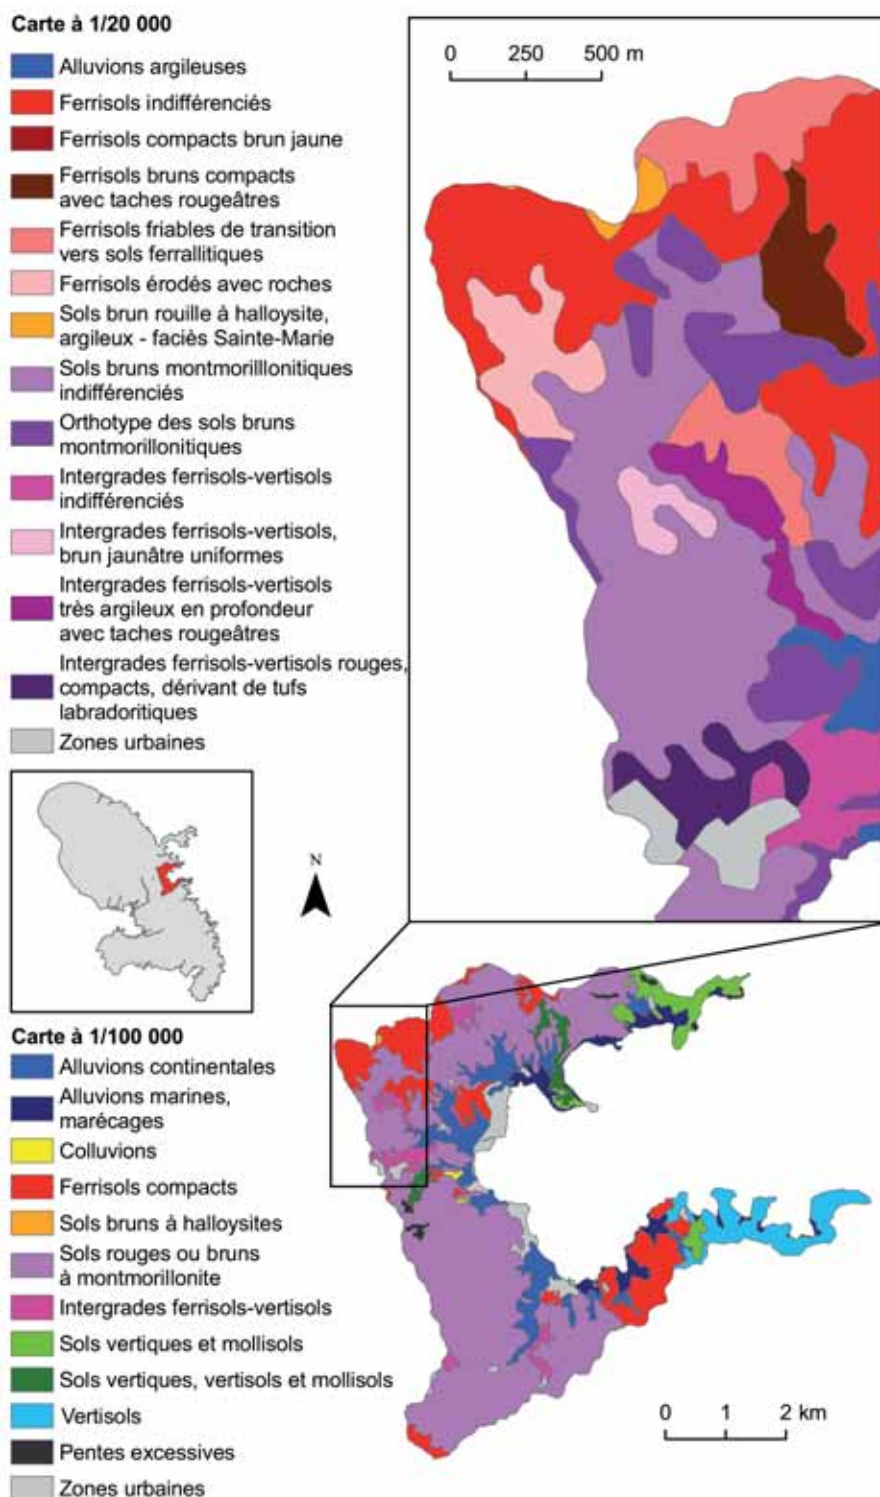 Carte à 1/20 000
Alluvions argileuses
Ferrisols indifférenciés
Ferrisols compacts brun jaune
Ferrisols bruns compacts
avec taches rougeâtres
Ferrisols friables de transition
vers sols ferrallitiques
Ferrisols érodés avec roches
Sols brun rouille à halloysite,
argileux - faciès Sainte-Marie
Sols bruns montmorilllonitiques
indifférenciés
Orthotype des sols bruns
montmorillonitiques
Intergrades ferrisols-vertisols
indifférenciés
Intergrades ferrisols-vertisols,
brun jaunâtre uniformes
Intergrades ferrisols-vertisols
très argileux en profondeur
avec taches rougeâtres
Intergrades ferrisols-vertisols rouges,
compacts, dérivant de tufs
labradoritiques
Zones urbaines
0 250 500 m
N
Carte à 1/100 000
Alluvions continentales
Alluvions marines,
marécages
Colluvions
Ferrisols compacts
Sols bruns à halloysites
Sols rouges ou bruns
à montmorillonite
Intergrades ferrisols-vertisols
Sols vertiques et mollisols
Sols vertiques, vertisols et mollisols
Vertisols
Pentes excessives
Zones urbaines
0 1 2 km